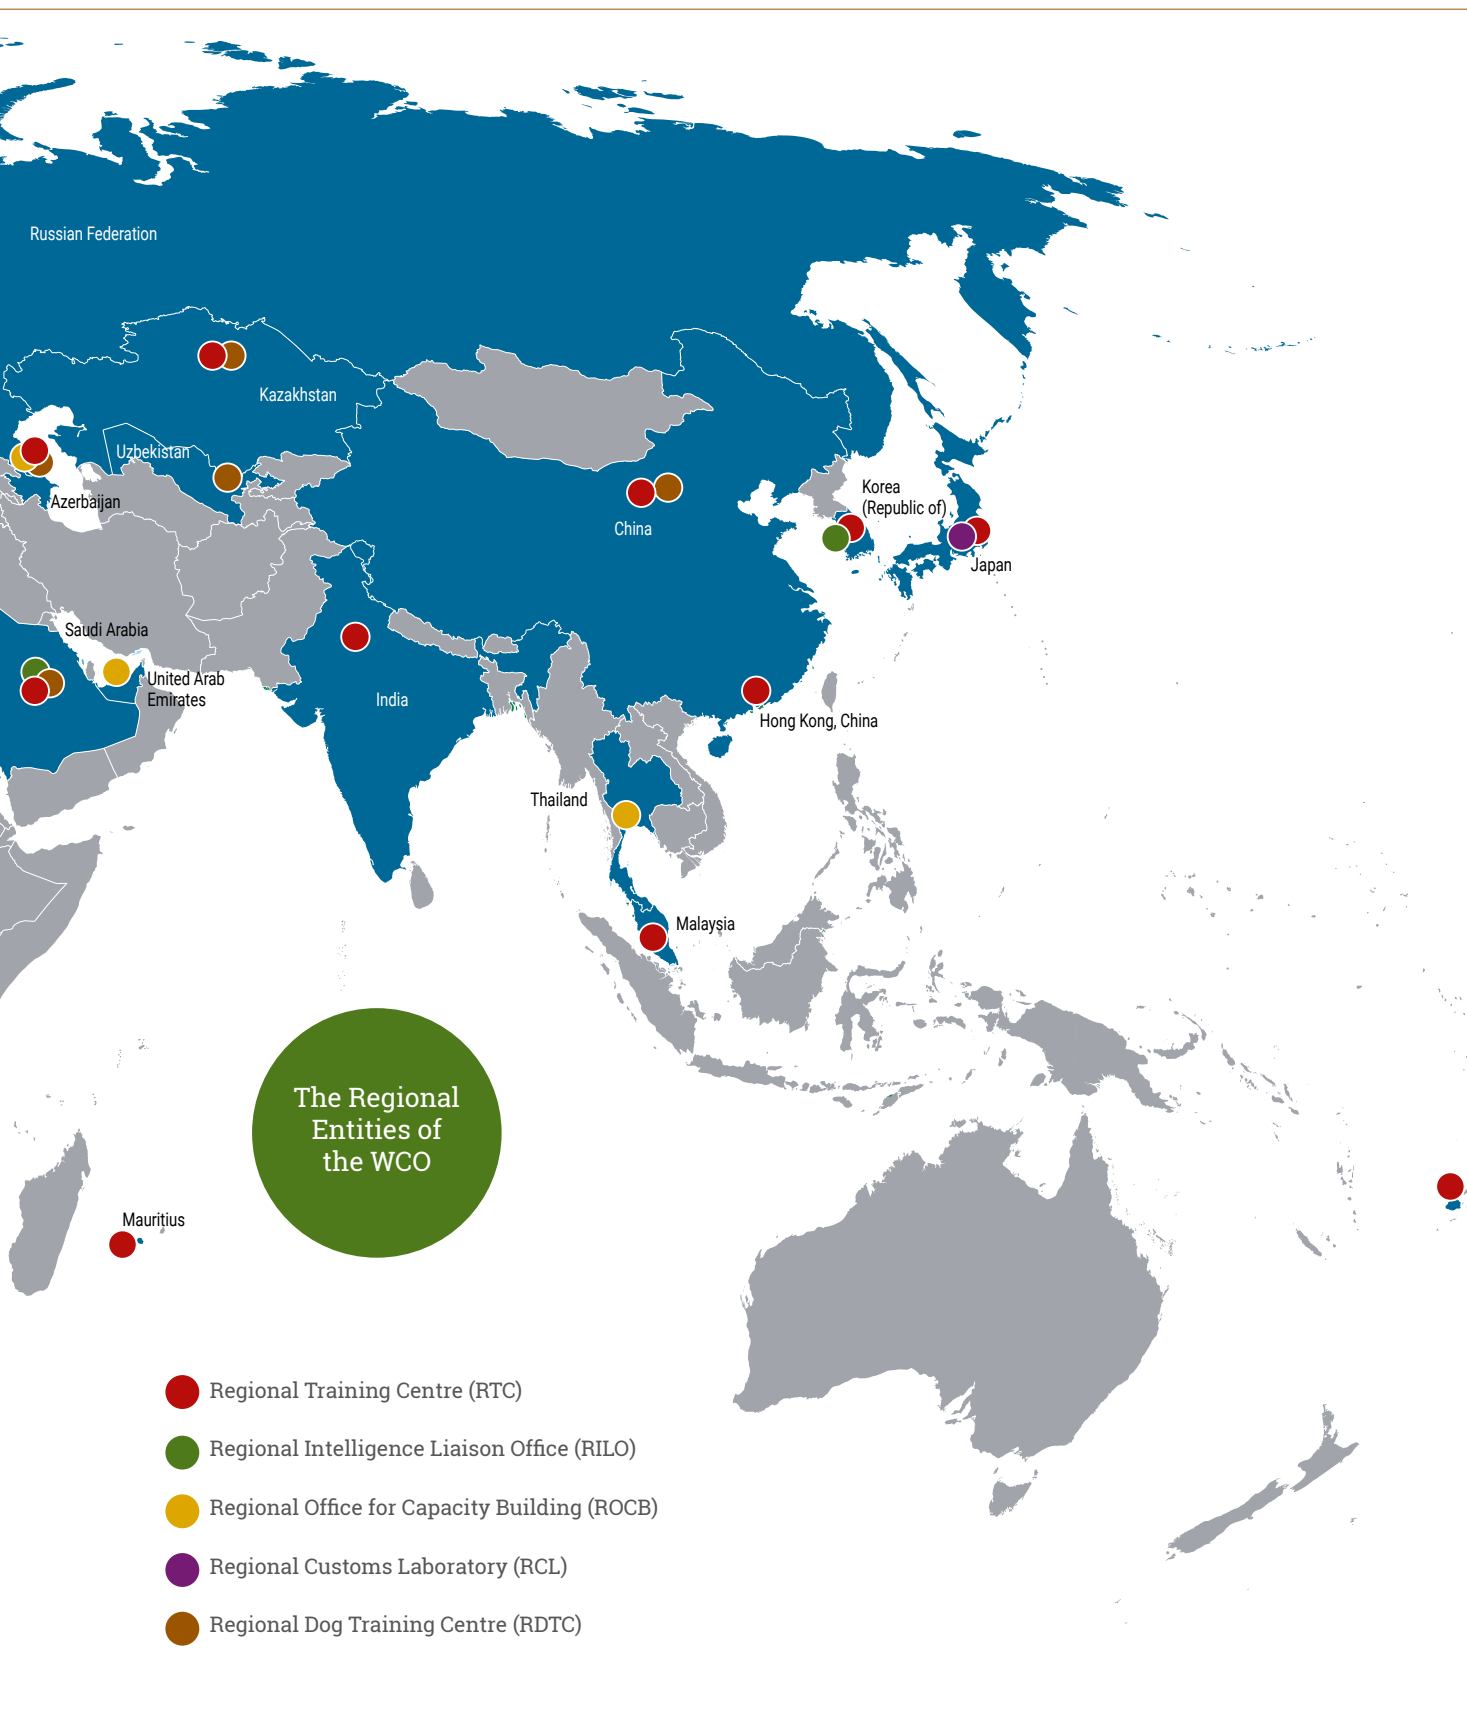 Russian Federation
Kazakhstan
Uzbekistan
Azerbaijan
Korea
(Republic of)
China
Japan
Saudi Arabia
United Arab
Emirates
India
Hong Kong, China
Thailand
Malaysia
The Regional
Entities of
the WCO
Mauritius
Regional Training Centre (RTC)
Regional Intelligence Liaison Office (RILO)
Regional Office for Capacity Building (ROCB)
Regional Customs Laboratory (RCL)
Regional Dog Training Centre (RDTC)